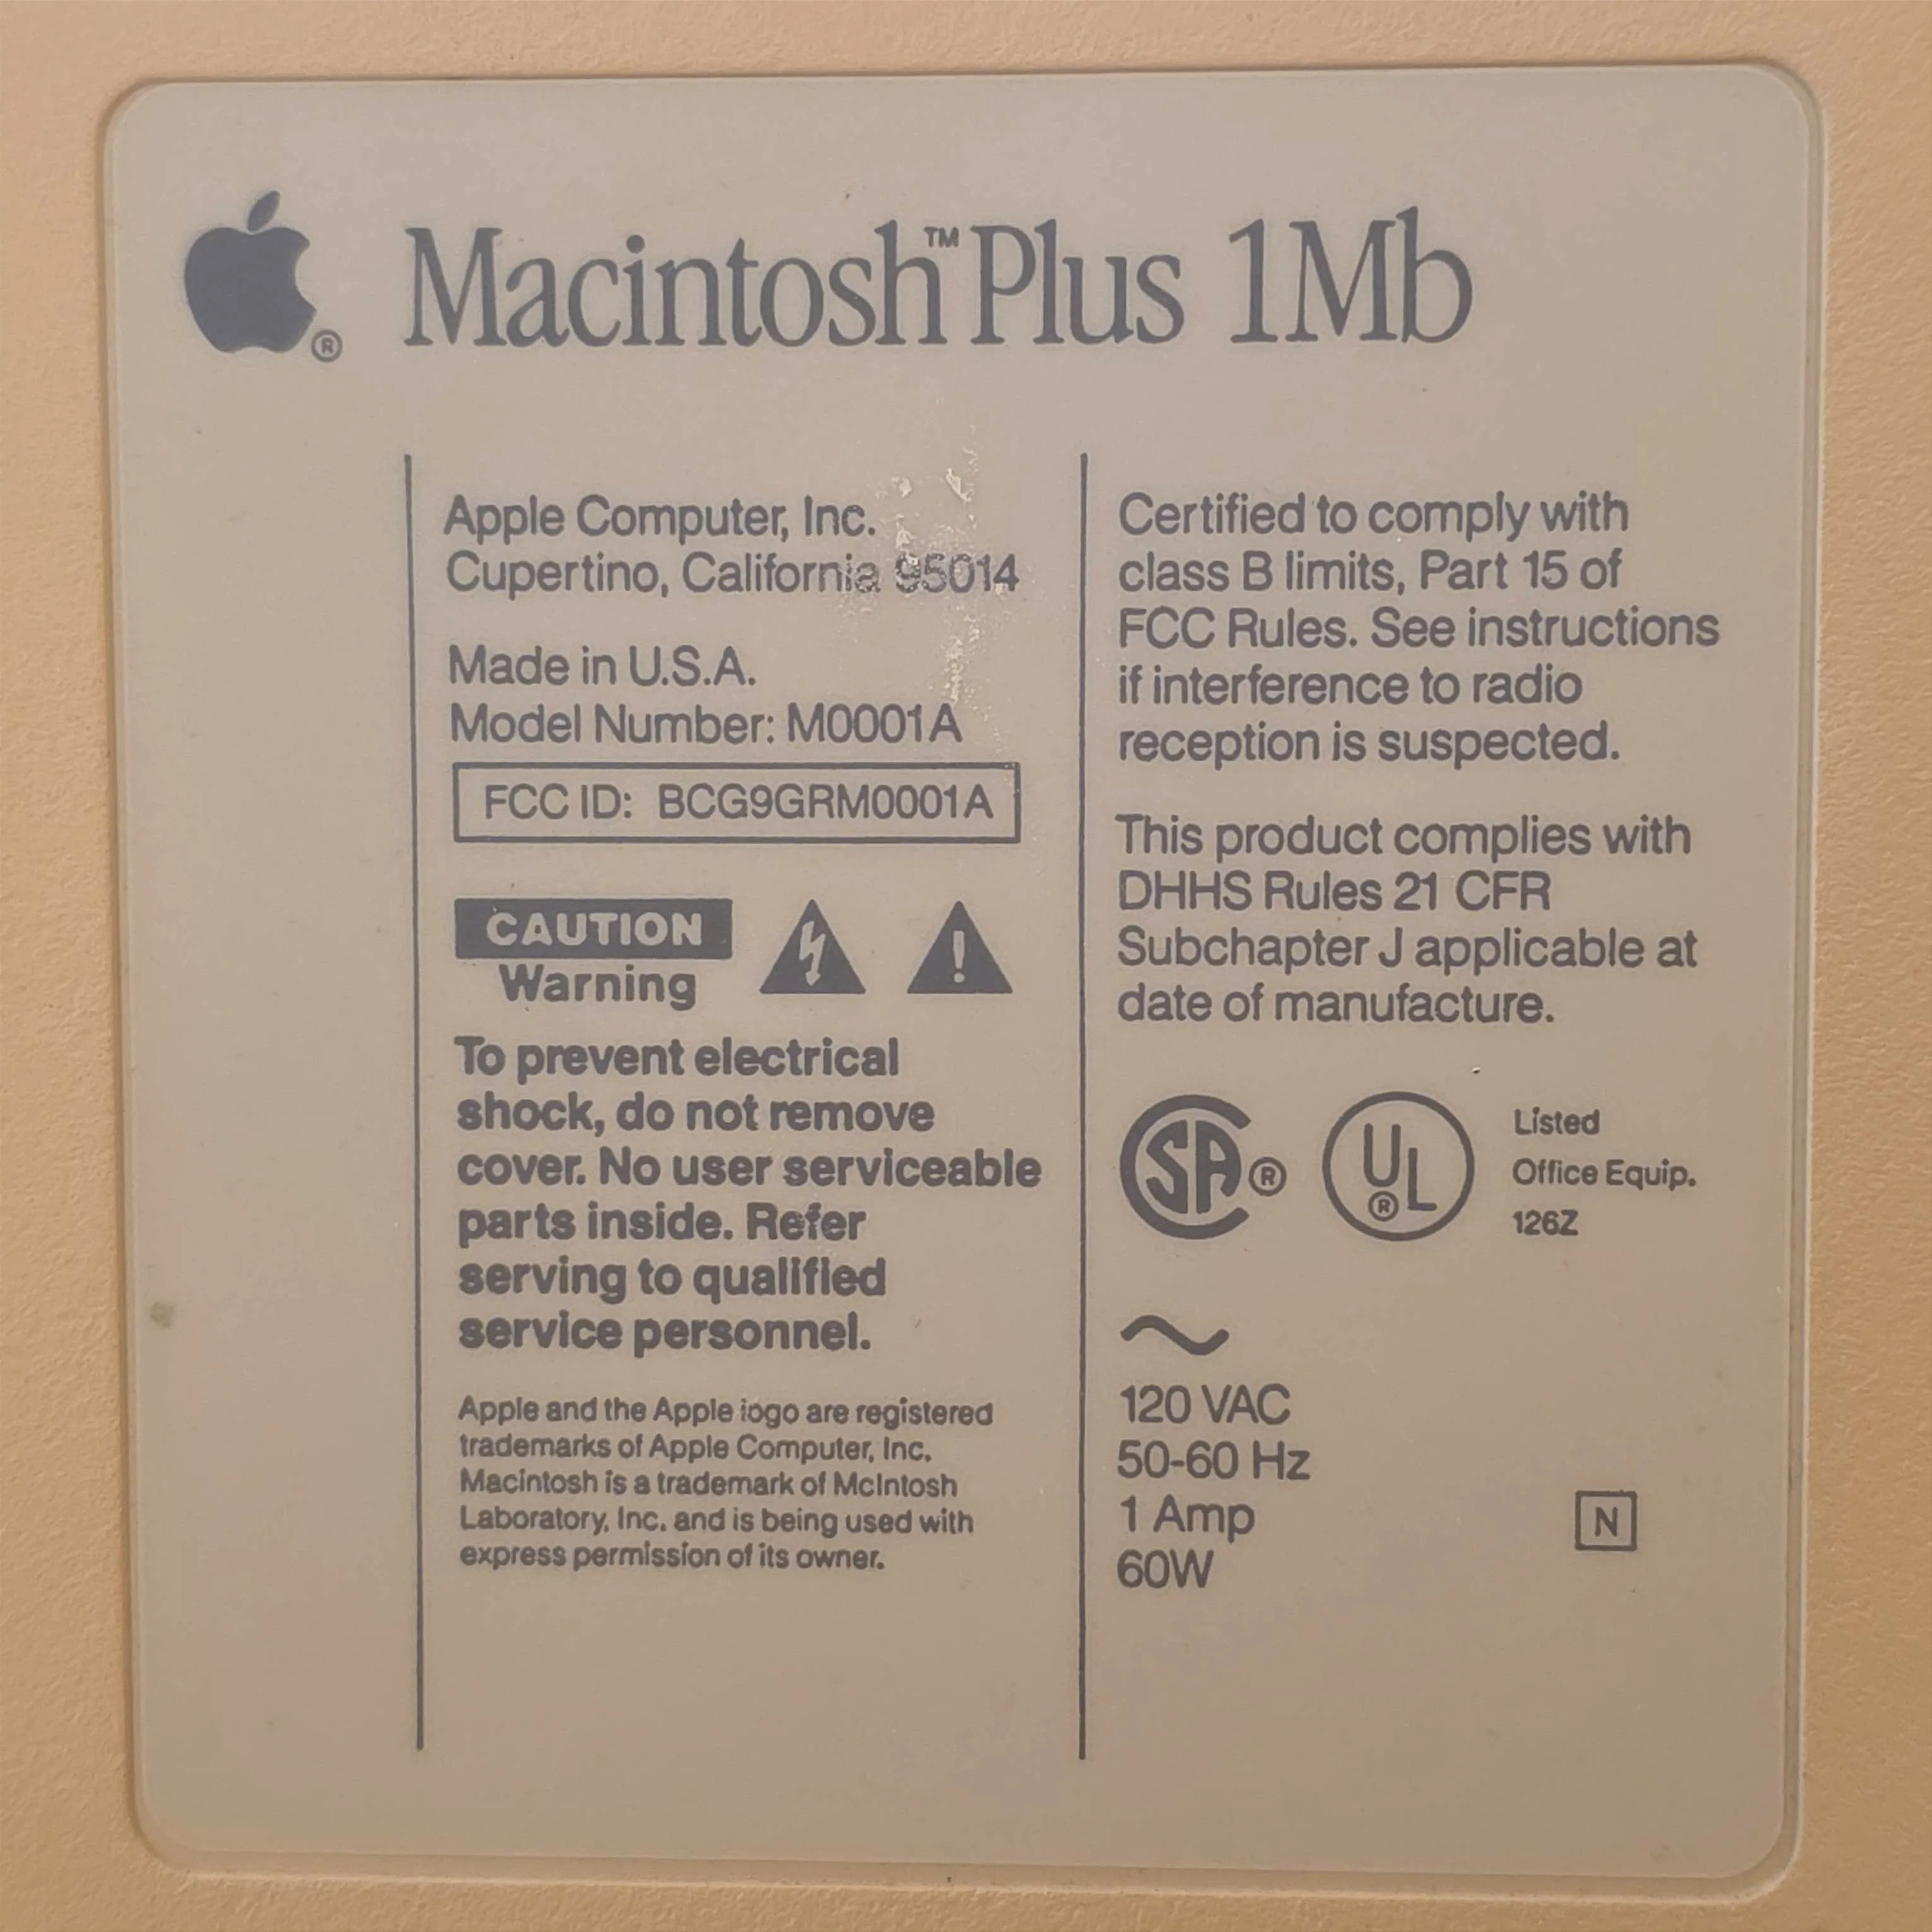 Macintosh™ Plus 1Mb
®
Apple Computer, Inc.
Cupertino, California 95014
Made in U.S.A.
Model Number: M0001A
FCC ID: BCG9GRM0001A
CAUTION
Warning
To prevent electrical
shock, do not remove
cover. No user serviceable
parts inside. Refer
serving to qualified
service personnel.
Apple and the Apple logo are registered
trademarks of Apple Computer, Inc.
Macintosh is a trademark of McIntosh
Laboratory, Inc. and is being used with
express permission of its owner.
Certified to comply with
class B limits, Part 15 of
FCC Rules. See instructions
if interference to radio
reception is suspected.
This product complies with
DHHS Rules 21 CFR
Subchapter J applicable at
date of manufacture.
SA®
UL®
Listed
Office Equip.
126Z
120 VAC
50-60 Hz
1 Amp
60W
N